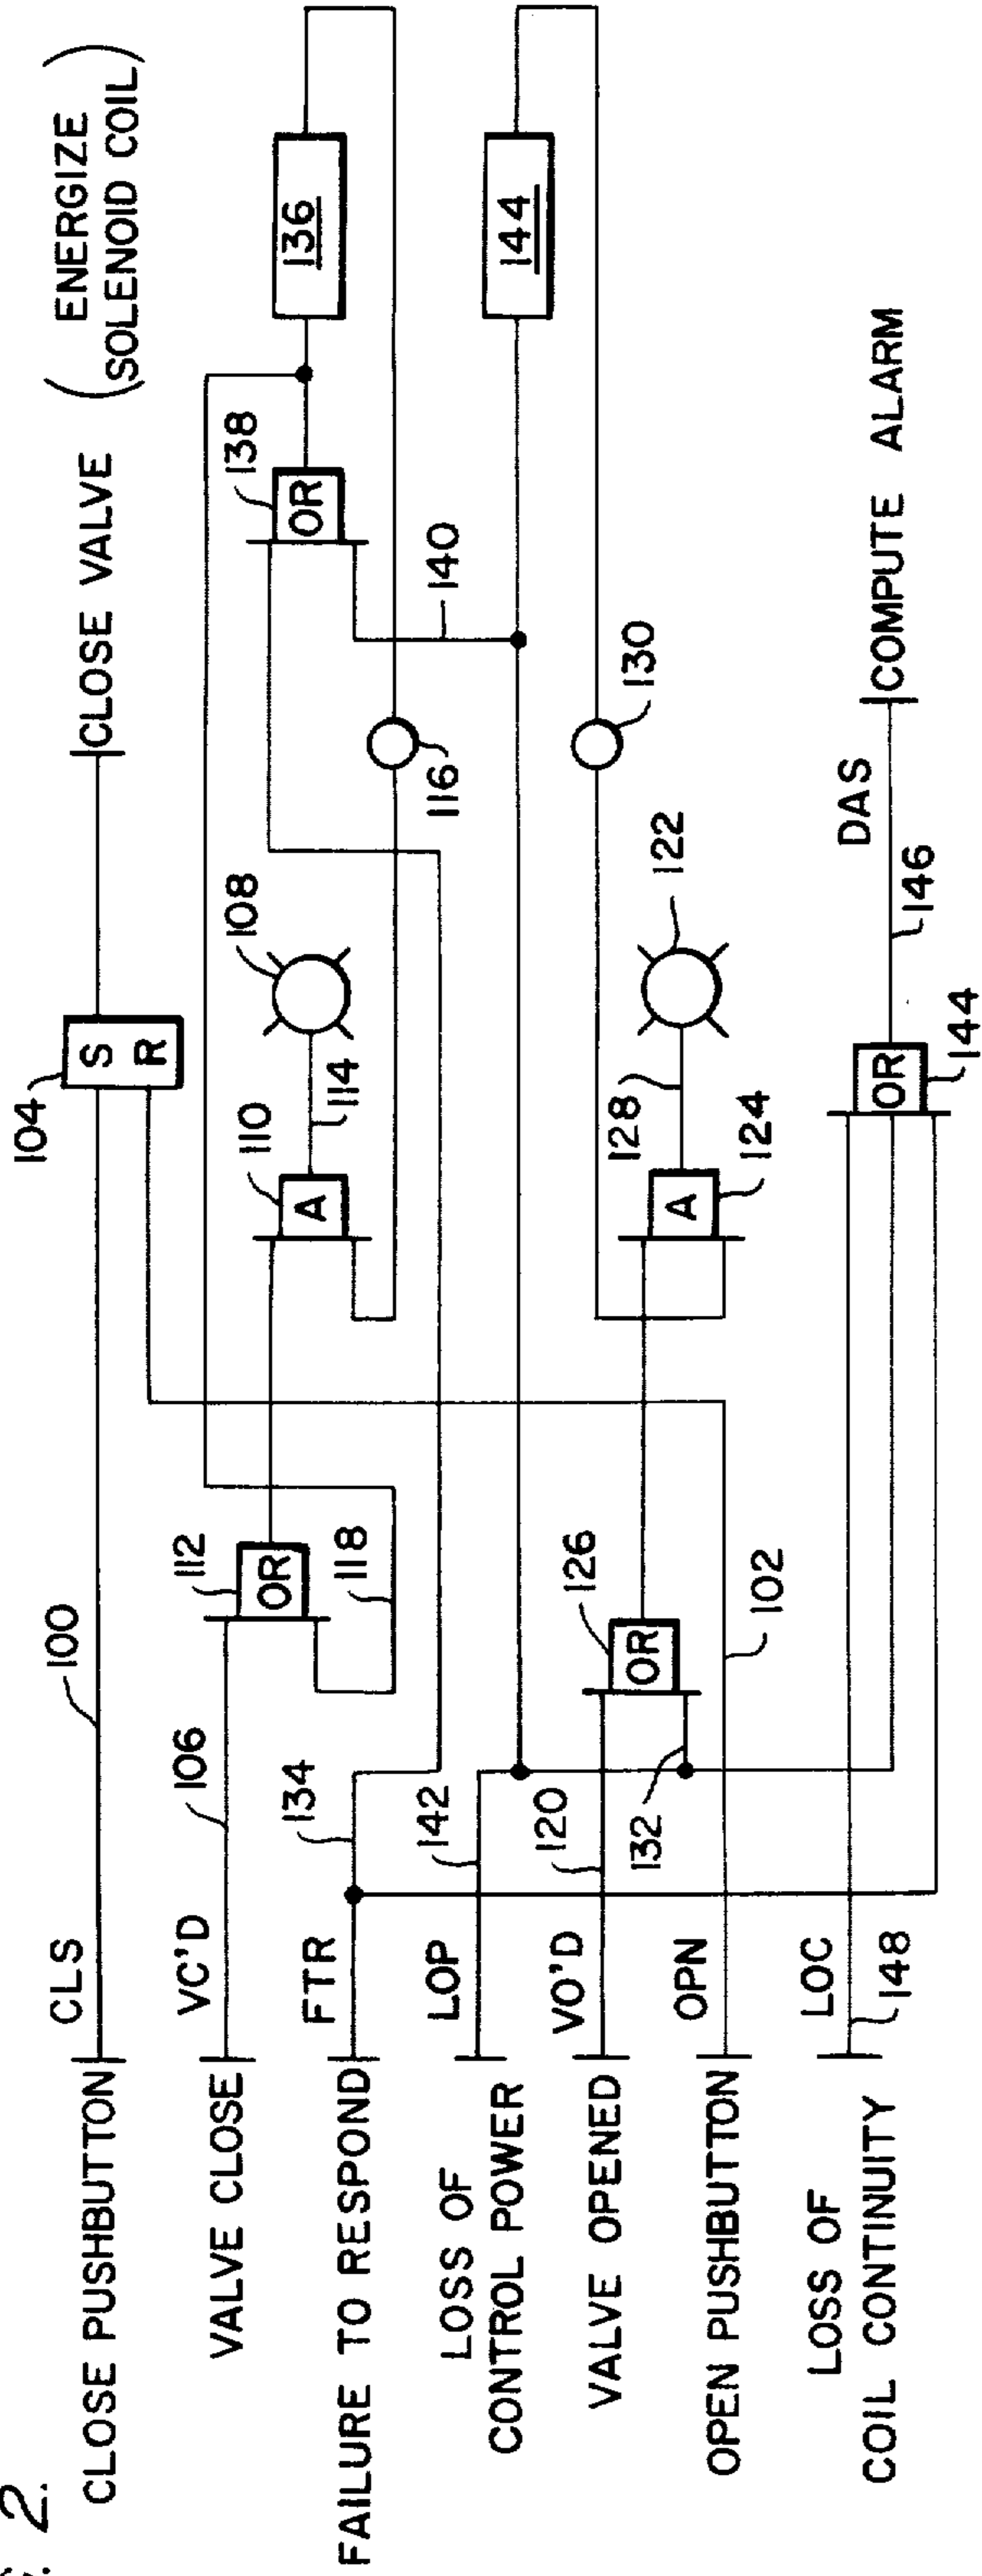 2.
CLOSE PUSHBUTTON
CLS
100
104
S
R
CLOSE VALVE
(ENERGIZE
SOLENOID COIL)
VALVE CLOSE
VC'D
106
112
OR
118
110
A
114
108
138
OR
136
FAILURE TO RESPOND
FTR
134
116
140
LOSS OF
CONTROL POWER
LOP
142
144
VALVE OPENED
VO'D
120
132
126
OR
128
A
124
122
130
OPEN PUSHBUTTON
OPN
102
LOSS OF
COIL CONTINUITY
LOC
148
OR
144
146
DAS
COMPUTE ALARM